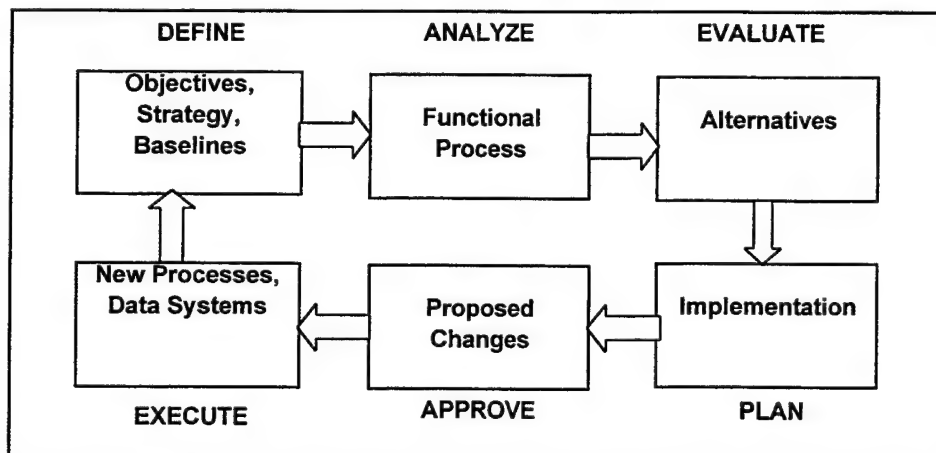 DEFINE ANALYZE EVALUATE
Objectives,
Strategy,
Baselines
Functional
Process
Alternatives
New Processes,
Data Systems
Proposed
Changes
Implementation
EXECUTE APPROVE PLAN